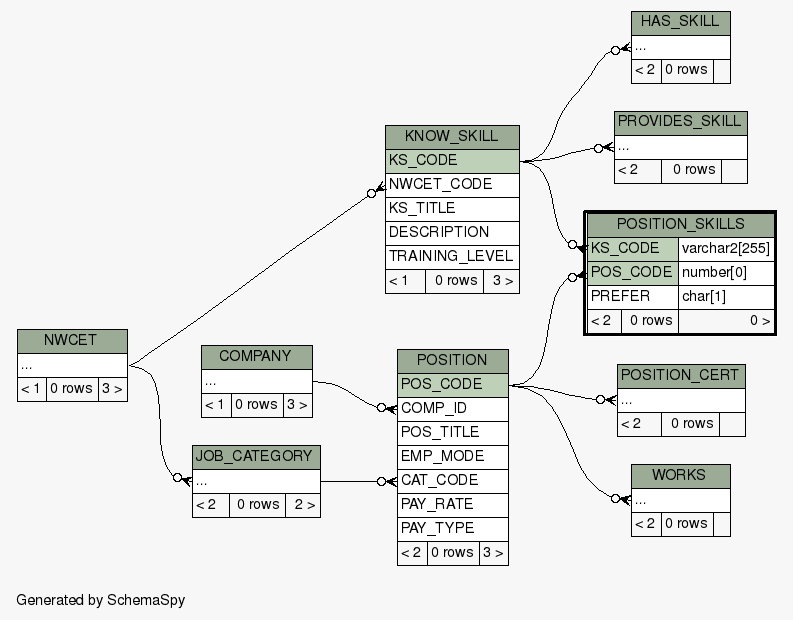 HAS_SKILL
...
< 2 0 rows
PROVIDES_SKILL
...
< 2 0 rows
KNOW_SKILL
KS_CODE
NWCET_CODE
KS_TITLE
DESCRIPTION
TRAINING_LEVEL
< 1 0 rows 3 >
POSITION_SKILLS
KS_CODE varchar2[255]
POS_CODE number[0]
PREFER char[1]
< 2 0 rows 0 >
NWCET
...
< 1 0 rows 3 >
COMPANY
...
< 1 0 rows 3 >
JOB_CATEGORY
...
< 2 0 rows 2 >
POSITION
POS_CODE
COMP_ID
POS_TITLE
EMP_MODE
CAT_CODE
PAY_RATE
PAY_TYPE
< 2 0 rows 3 >
POSITION_CERT
...
< 2 0 rows
WORKS
...
< 2 0 rows
Generated by SchemaSpy